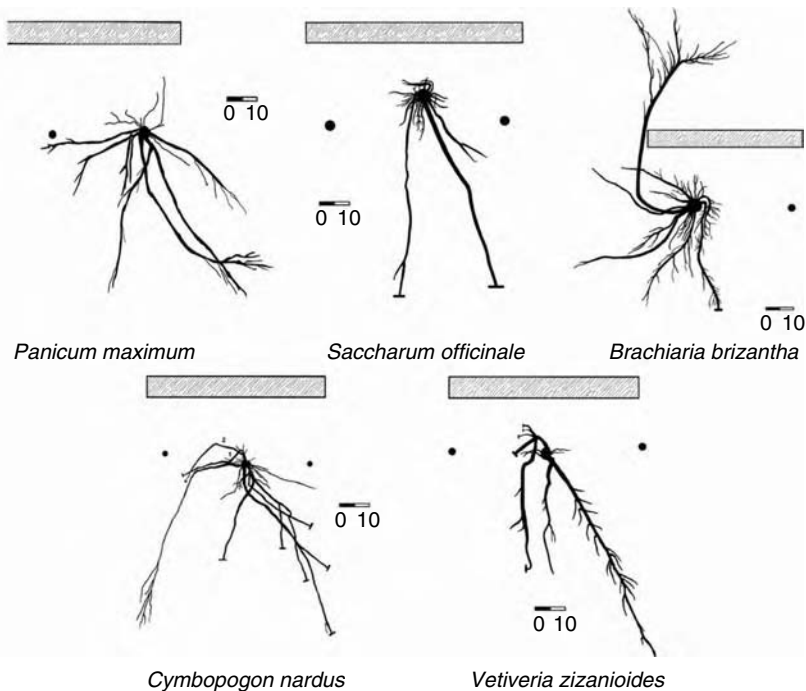 0 10
0 10
0 10
Panicum maximum
Saccharum officinale
Brachiaria brizantha
0 10
0 10
Cymbopogon nardus
Vetiveria zizanioides